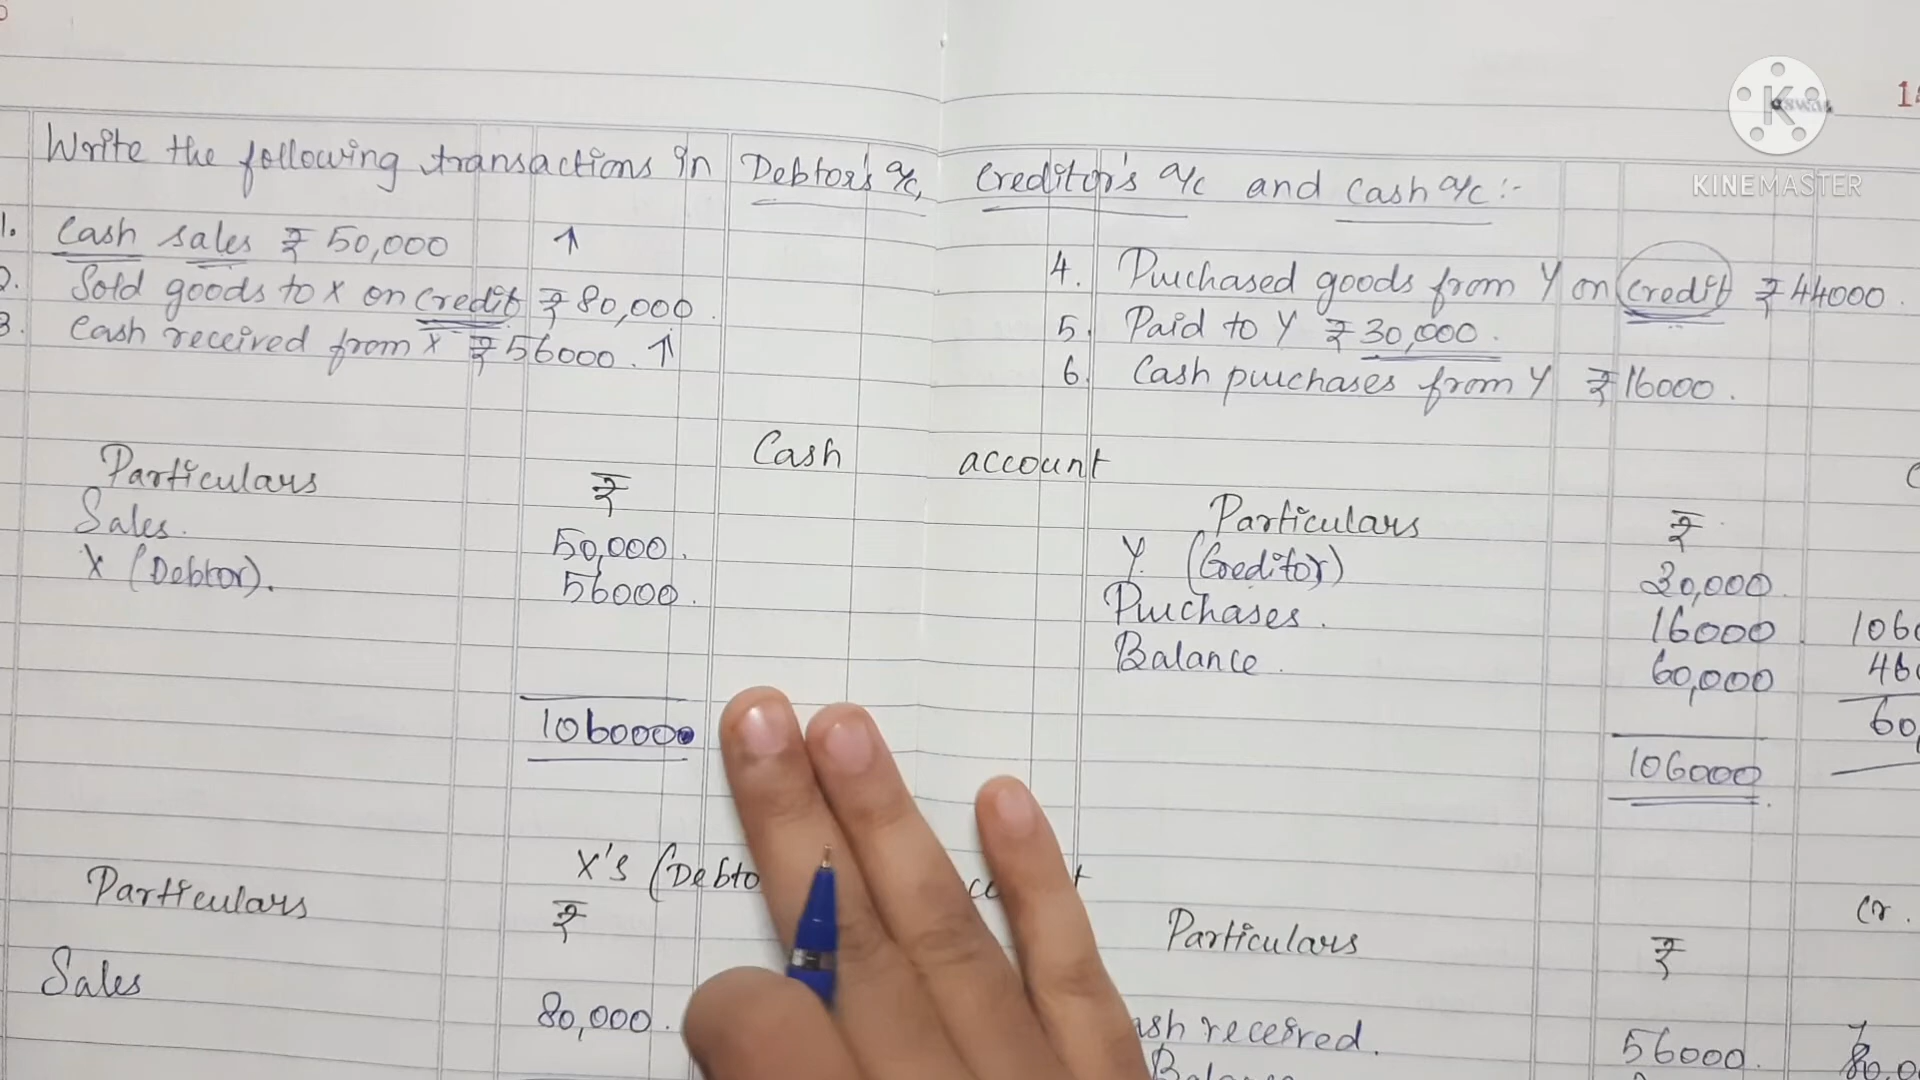 Write the following transactions in Debtor's a/c, Creditor's a/c and Cash a/c :-
1. Cash sales ₹ 50,000 ↑
2. Sold goods to X on credit ₹ 80,000.
3. Cash received from X ₹ 56000. ↑
4. Purchased goods from Y on credit ₹ 44000.
5. Paid to Y ₹ 30,000.
6. Cash purchases from Y ₹ 16000.
Cash account
Particulars ₹
Sales. 50,000.
X (Debtor). 56000.
106000
Particulars ₹
Y. (Creditor) 30,000.
Purchases. 16000.
Balance. 60,000
106000
X's
Particulars ₹
Sales 80,000.
Cr.
Particulars ₹
received. 56000.
KINEMASTER